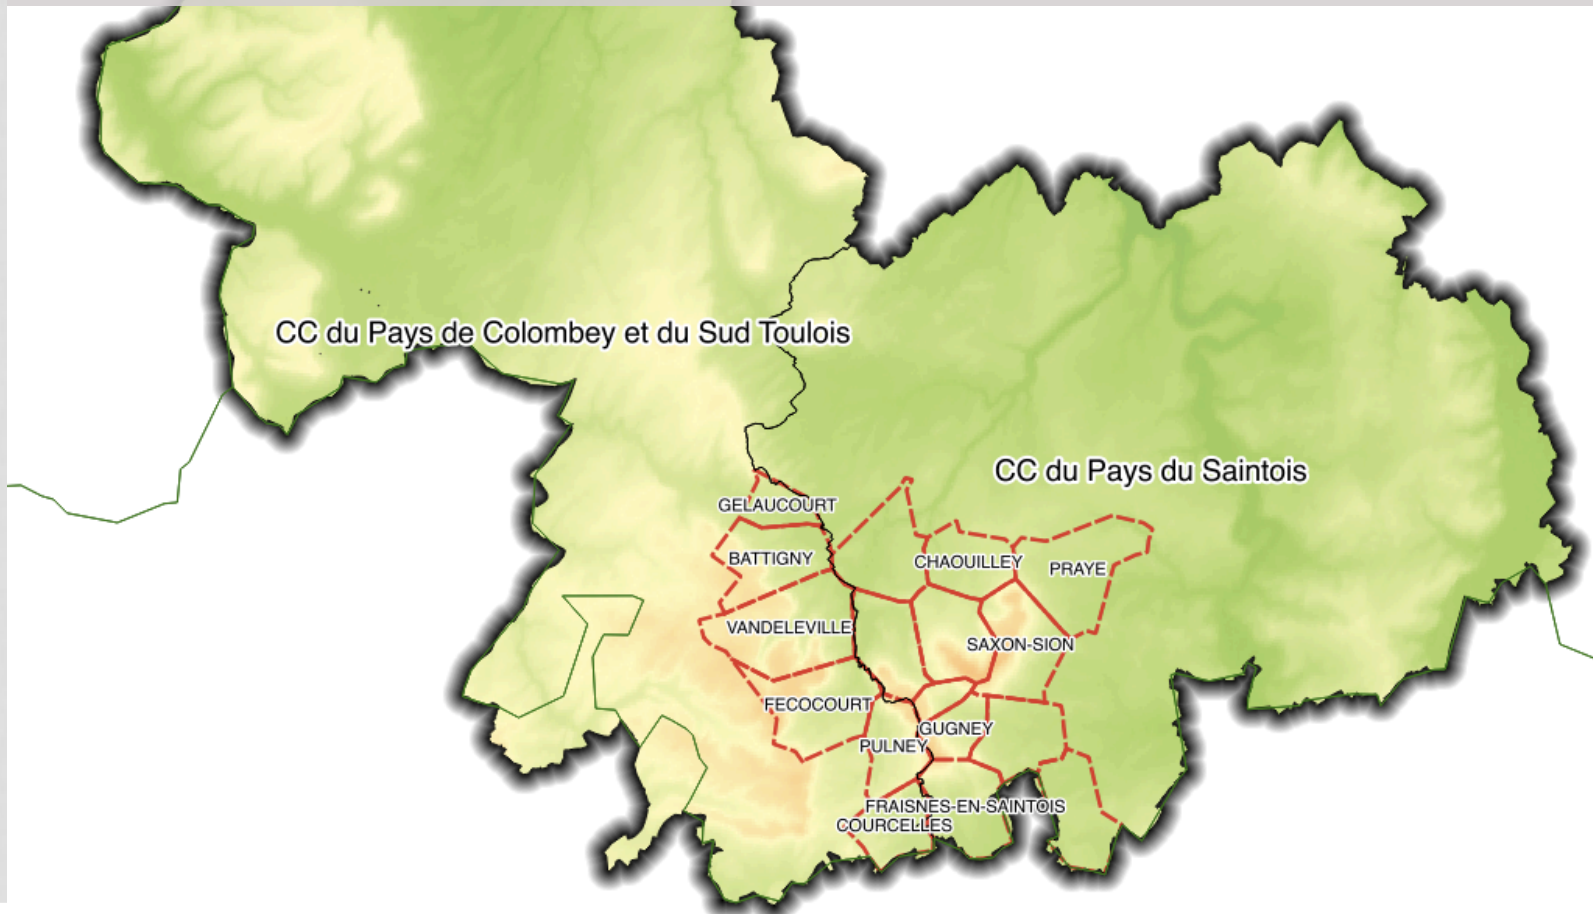 CC du Pays de Colombey et du Sud Toulois
CC du Pays du Saintois
GELAUCOURT
BATTIGNY
CHAOUILLEY
PRAYE
VANDELEVILLE
SAXON-SION
FECOCOURT
GUGNEY
PULNEY
FRAISNES-EN-SAINTOIS
COURCELLES